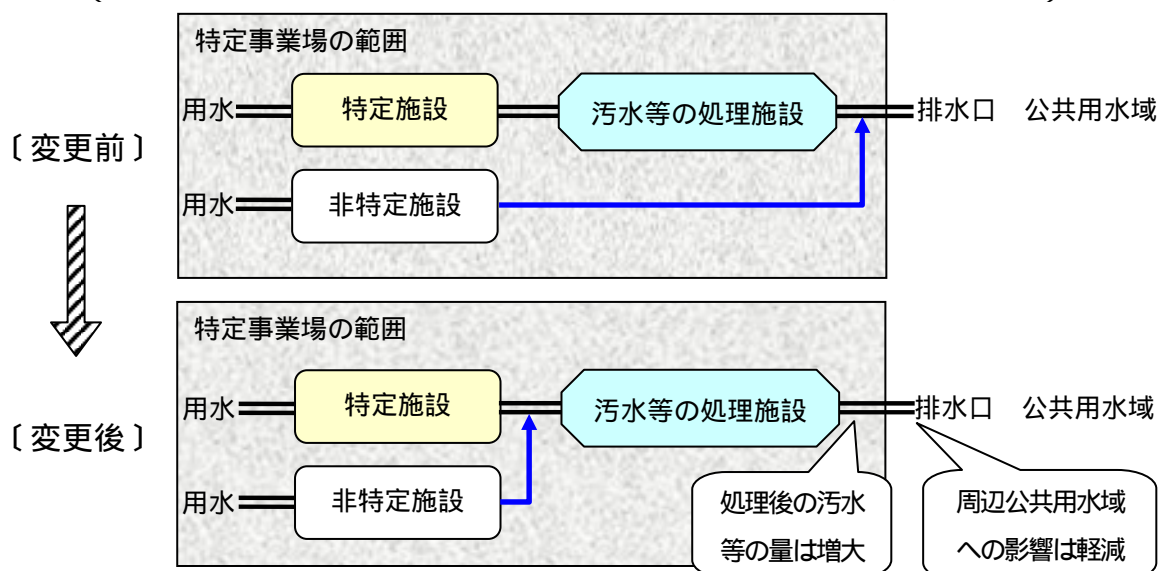 特定事業場の範囲
用水
特定施設
汚水等の処理施設
排水口 公共用水域
〔変更前〕
用水
非特定施設
特定事業場の範囲
用水
特定施設
汚水等の処理施設
排水口 公共用水域
〔変更後〕
用水
非特定施設
処理後の汚水
等の量は増大
周辺公共用水域
への影響は軽減